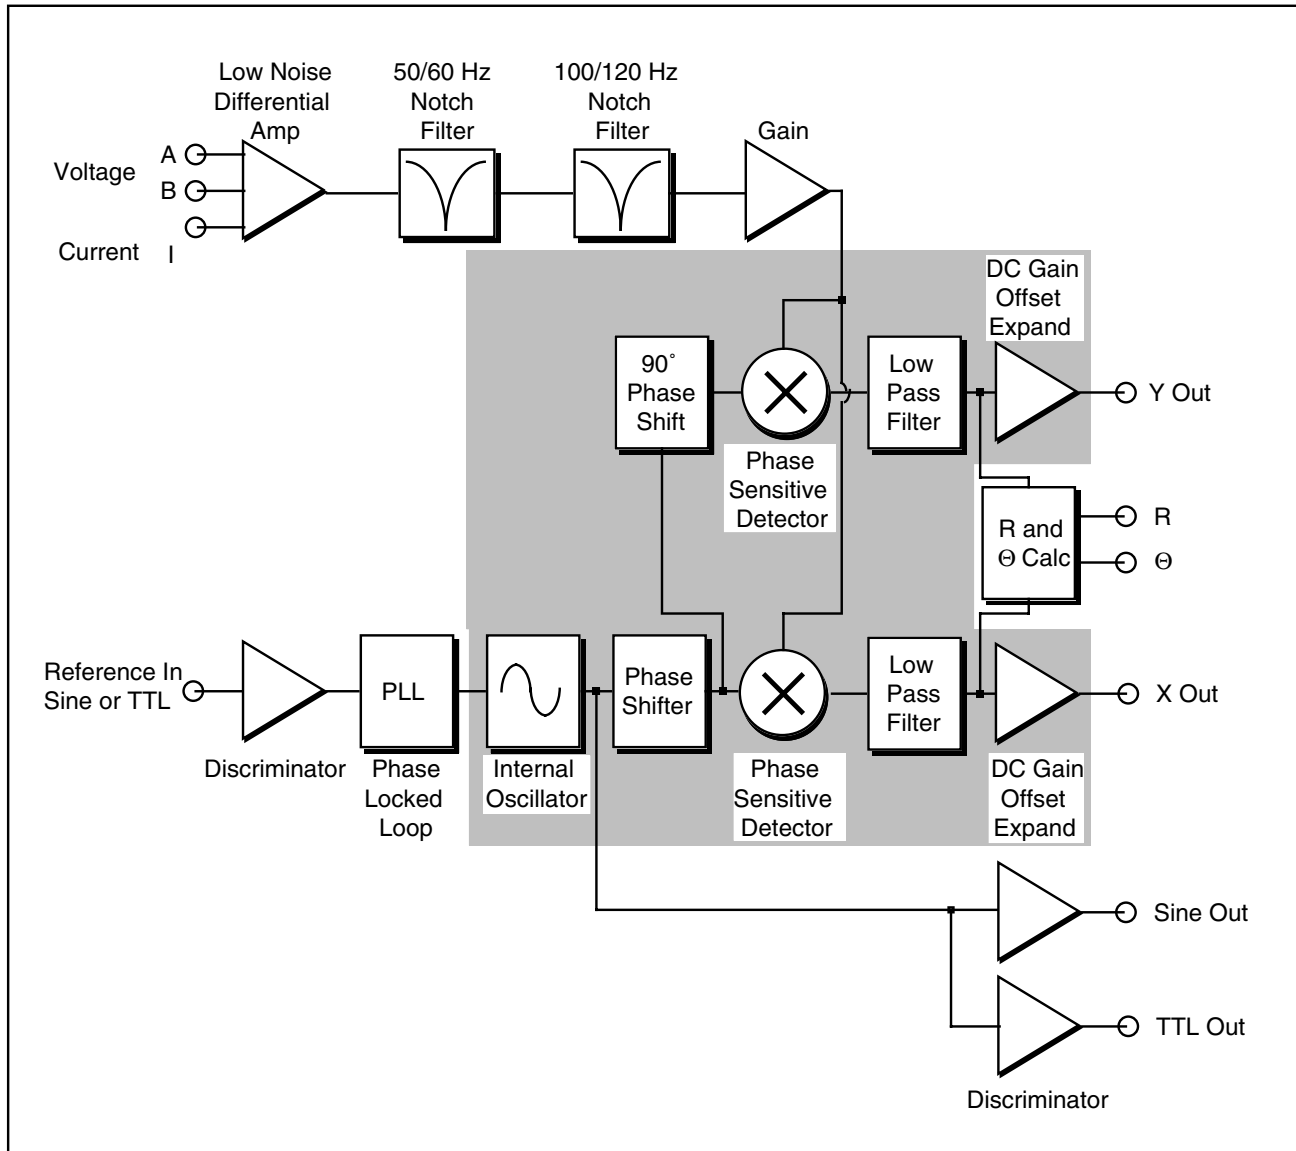 Low Noise
Differential
Amp
50/60 Hz
Notch
Filter
100/120 Hz
Notch
Filter
Gain
Voltage
A
B
Current
I
DC Gain
Offset
Expand
90˚
Phase
Shift
Low
Pass
Filter
Y Out
Phase
Sensitive
Detector
R and
Θ Calc
R
Θ
Reference In
Sine or TTL
PLL
Phase
Shifter
Low
Pass
Filter
X Out
Discriminator
Phase
Locked
Loop
Internal
Oscillator
Phase
Sensitive
Detector
DC Gain
Offset
Expand
Sine Out
TTL Out
Discriminator